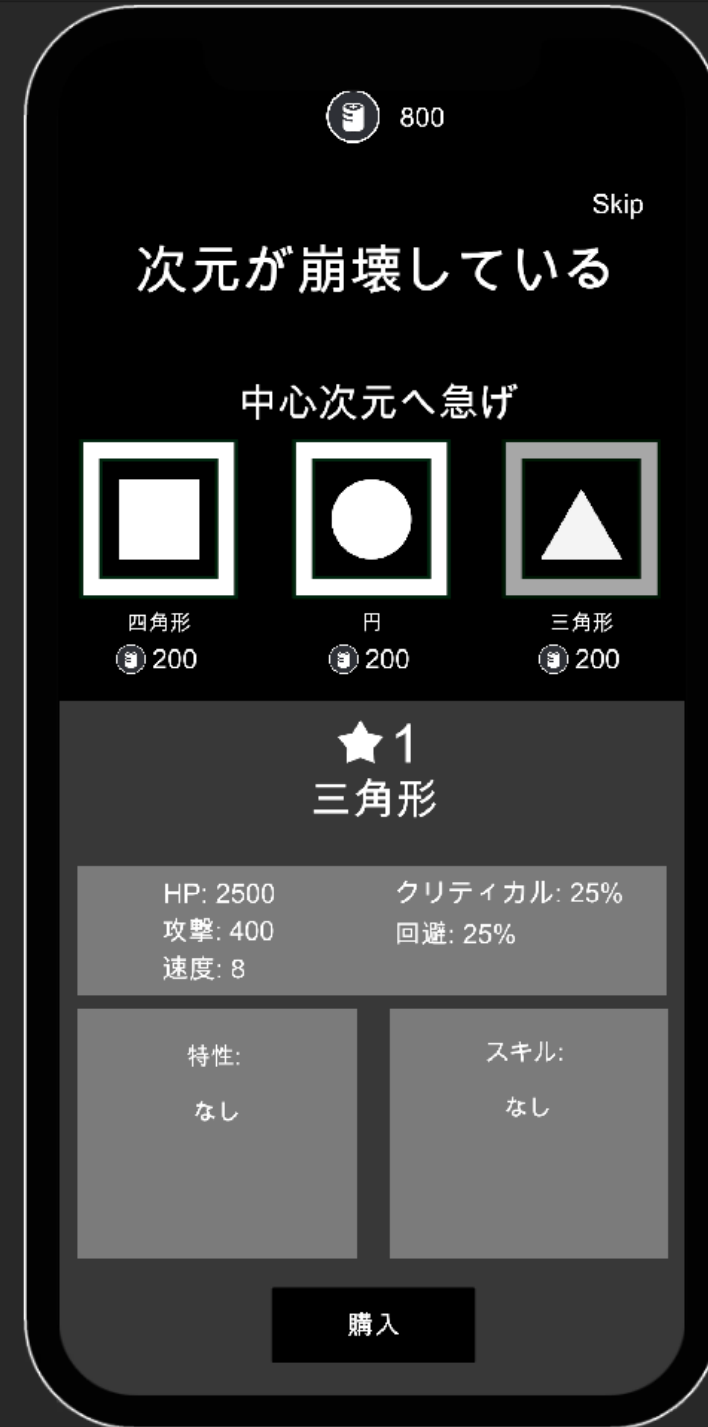 800
Skip
次元が崩壊している
中心次元へ急げ
四角形
円
三角形
200
200
200
1
三角形
HP: 2500
クリティカル: 25%
攻撃: 400
回避: 25%
速度: 8
特性:
スキル:
なし
なし
購入